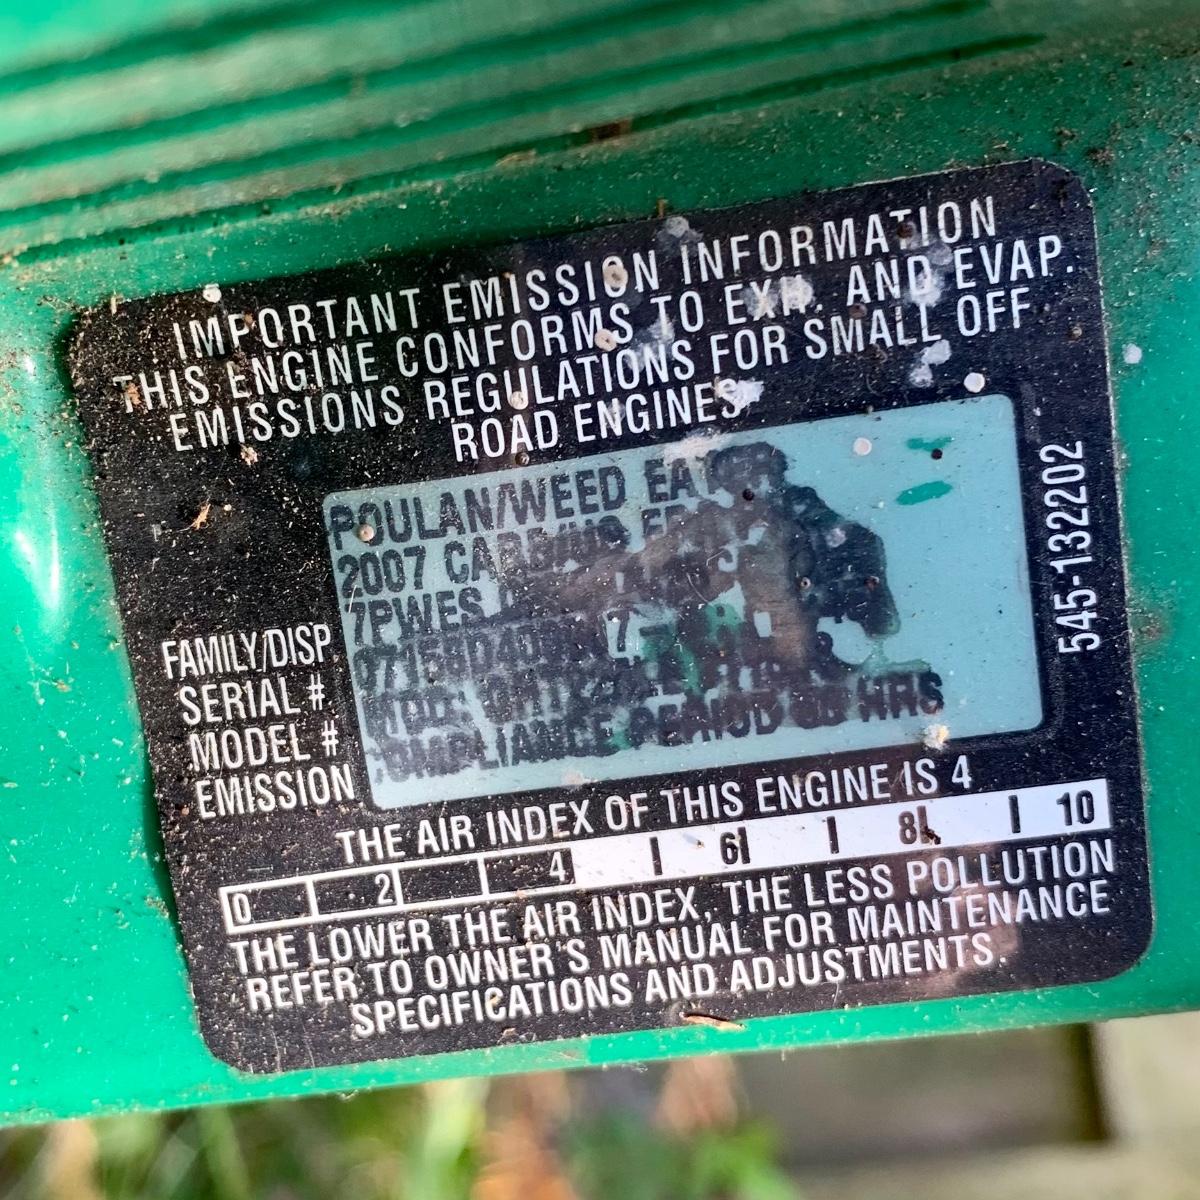 IMPORTANT EMISSION INFORMATION
THIS ENGINE CONFORMS TO EXH. AND EVAP.
EMISSIONS REGULATIONS FOR SMALL OFF
ROAD ENGINES
POULAN/WEED EATER
2007
7PWES
FAMILY/DISP
SERIAL #
MODEL #
EMISSION
COMPLIANCE PERIOD HRS
545-132202
THE AIR INDEX OF THIS ENGINE IS 4
0 2 4 6 8 10
THE LOWER THE AIR INDEX, THE LESS POLLUTION
REFER TO OWNER'S MANUAL FOR MAINTENANCE
SPECIFICATIONS AND ADJUSTMENTS.